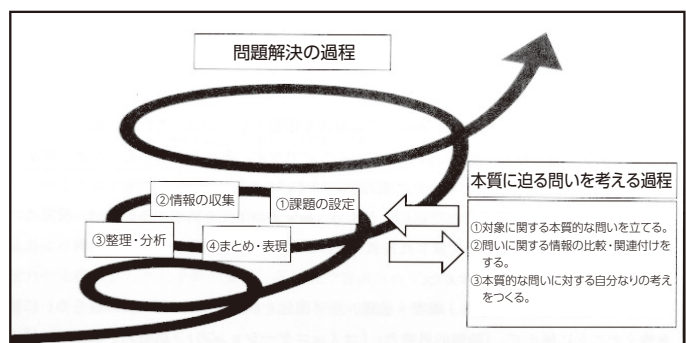 問題解決の過程
②情報の収集
①課題の設定
③整理・分析
④まとめ・表現
本質に迫る問いを考える過程
①対象に関する本質的な問いを立てる。
②問いに関する情報の比較・関連付けを
する。
③本質的な問いに対する自分なりの考え
をつくる。